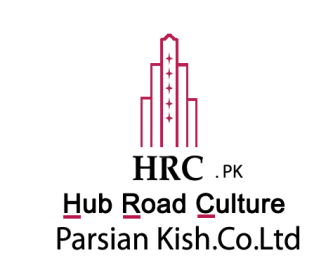 HRC . PK
Hub Road Culture
Parsian Kish.Co.Ltd